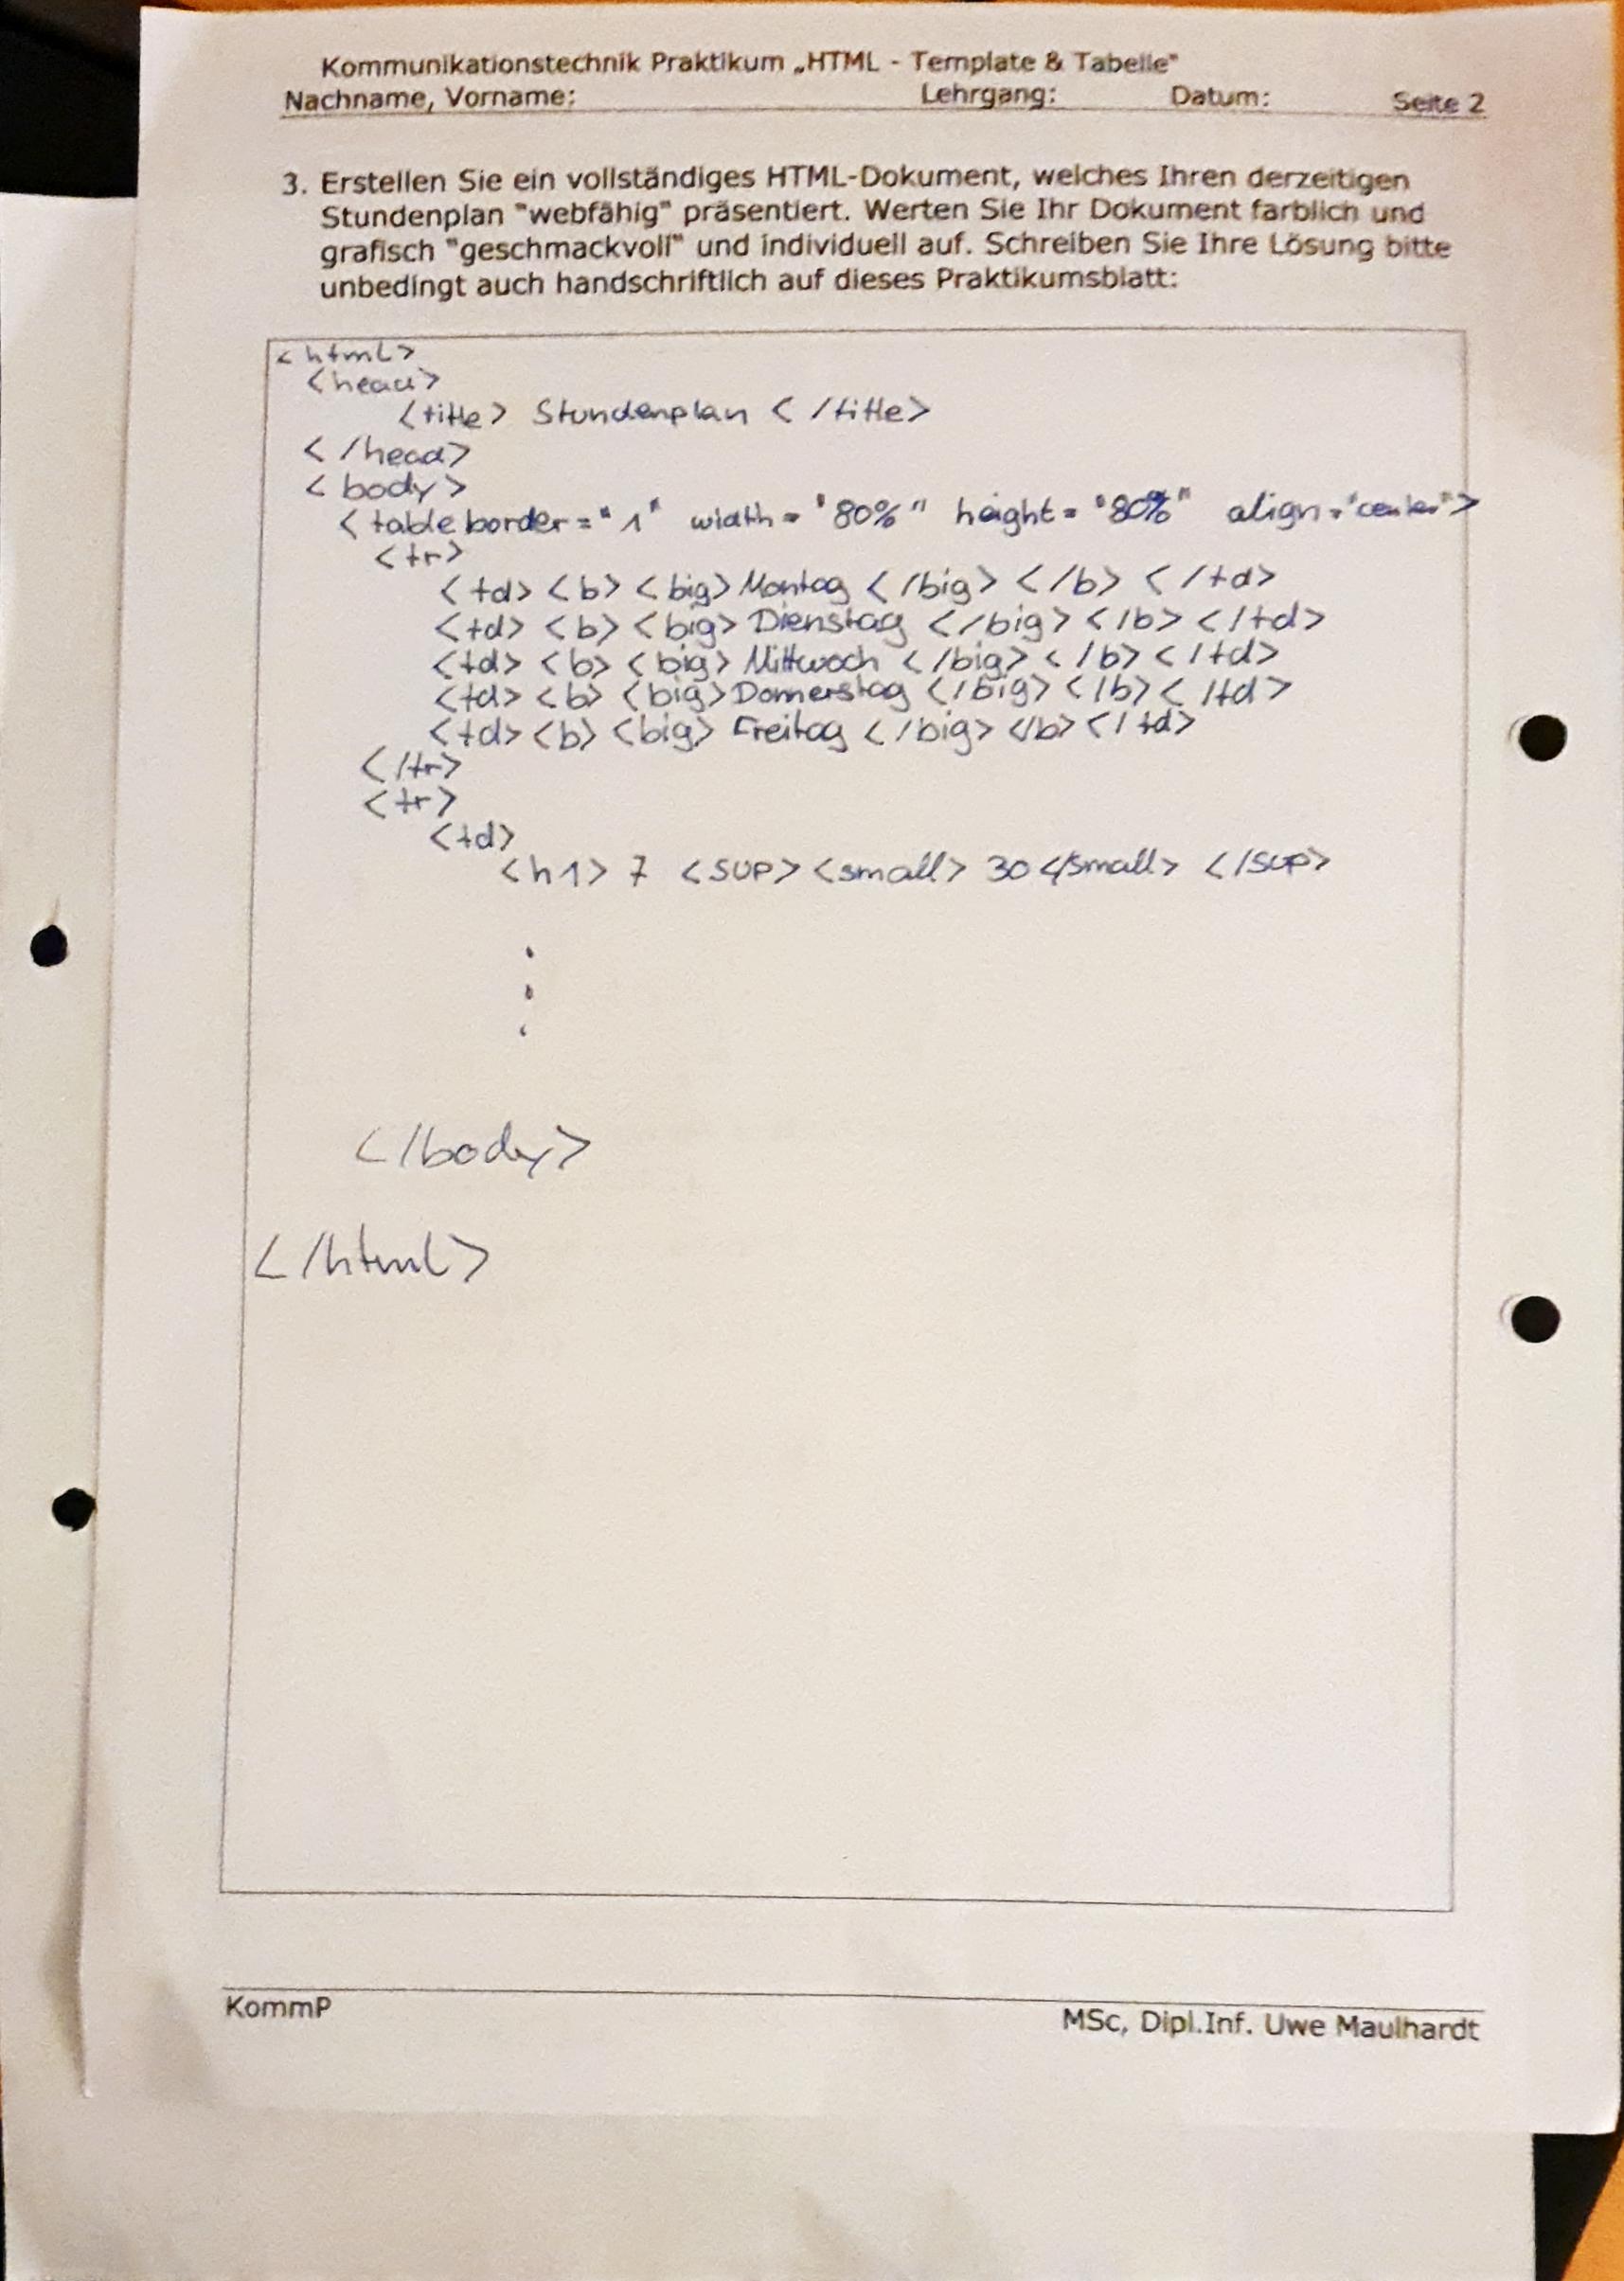 Kommunikationstechnik Praktikum „HTML - Template & Tabelle"
Nachname, Vorname: Lehrgang: Datum: Seite 2
3. Erstellen Sie ein vollständiges HTML-Dokument, welches Ihren derzeitigen
Stundenplan "webfähig" präsentiert. Werten Sie Ihr Dokument farblich und
grafisch "geschmackvoll" und individuell auf. Schreiben Sie Ihre Lösung bitte
unbedingt auch handschriftlich auf dieses Praktikumsblatt:
<html>
<head>
<title> Stundenplan </title>
</head>
<body>
<table border="1" width="80%" height="80%" align="center">
<tr>
<td> <b> <big> Montag </big> </b> </td>
<td> <b> <big> Dienstag </big> </b> </td>
<td> <b> <big> Mittwoch </big> </b> </td>
<td> <b> <big> Donnerstag </big> </b> </td>
<td> <b> <big> Freitag </big> </b> </td>
</tr>
<tr>
<td>
<h1> 7 <sup> <small> 30 </small> </sup>
.
.
.
</body>
</html>
KommP MSc, Dipl.Inf. Uwe Maulhardt